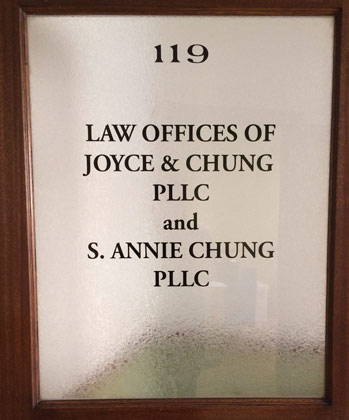 119
LAW OFFICES OF
JOYCE & CHUNG
PLLC
and
S. ANNIE CHUNG
PLLC